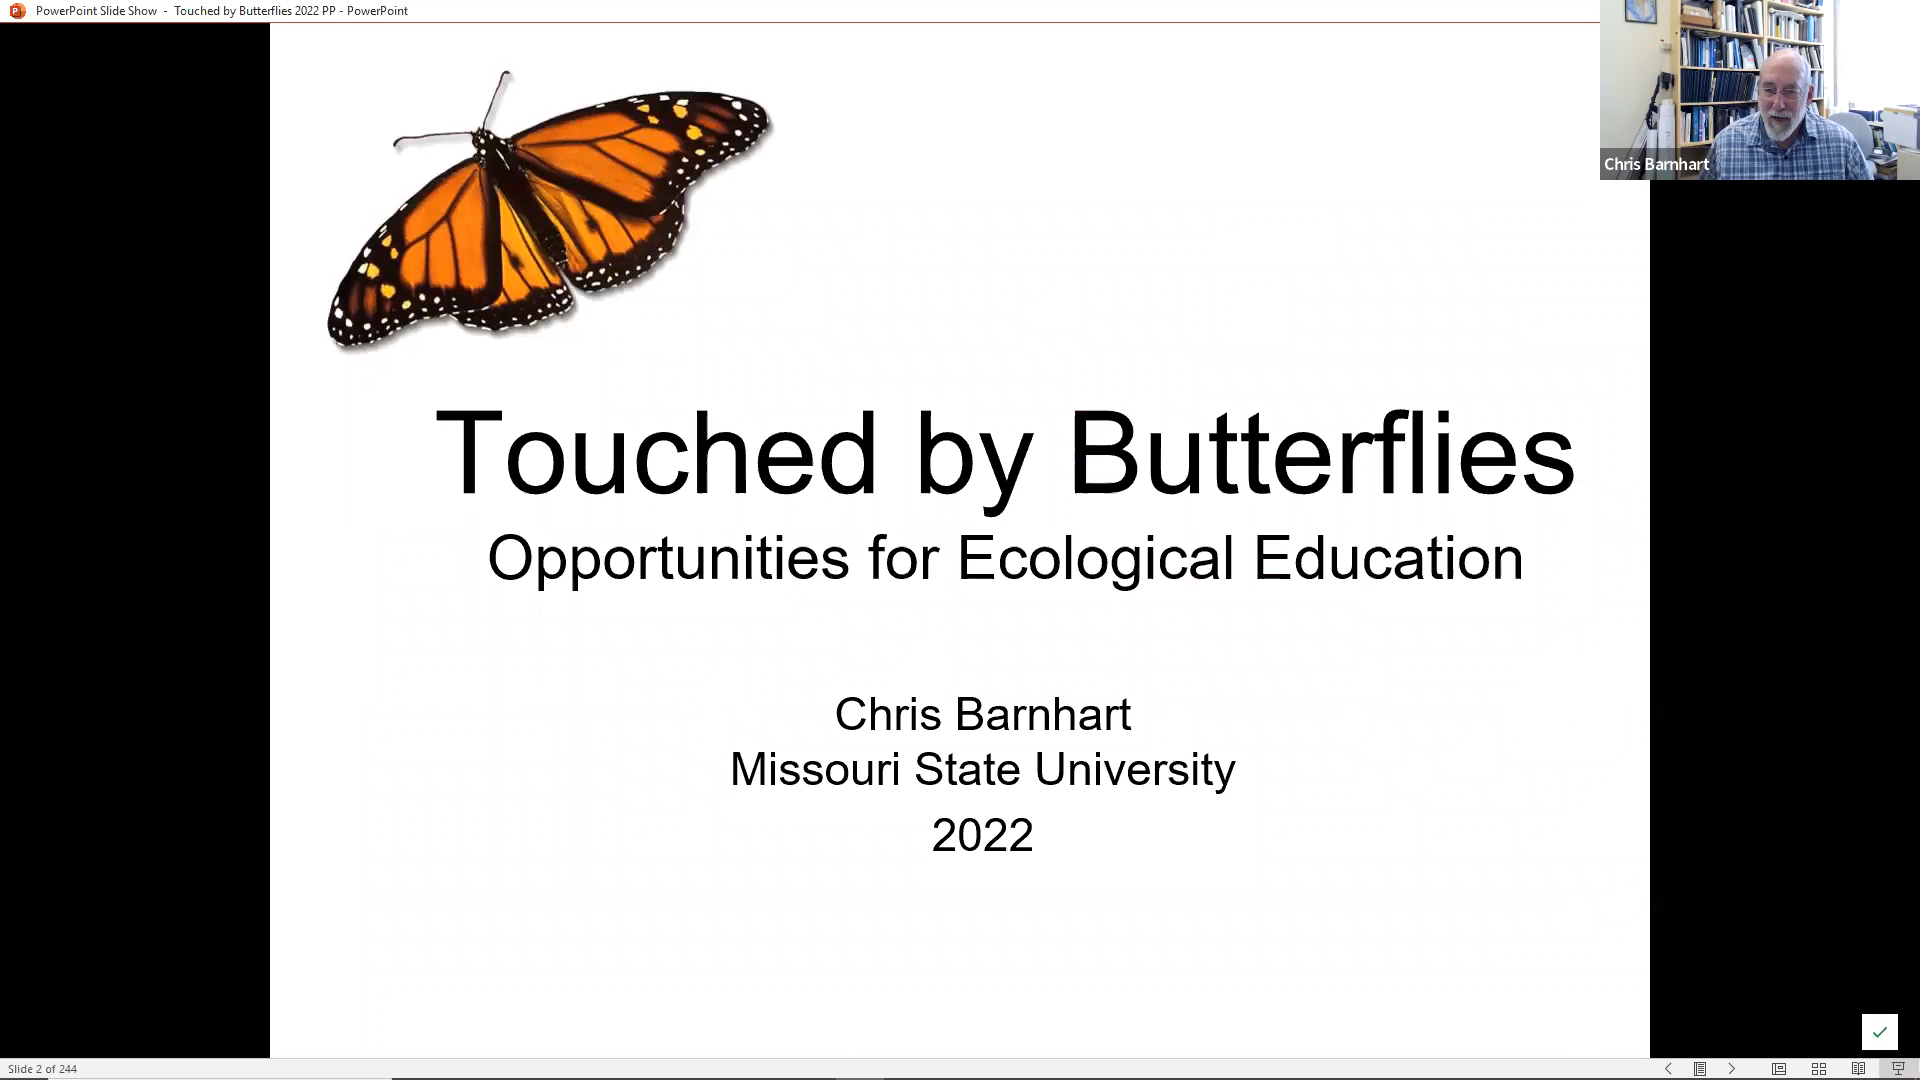 PowerPoint Slide Show - Touched by Butterflies 2022 PP - PowerPoint
Chris Barnhart
Touched by Butterflies
Opportunities for Ecological Education
Chris Barnhart
Missouri State University
2022
Slide 2 of 244